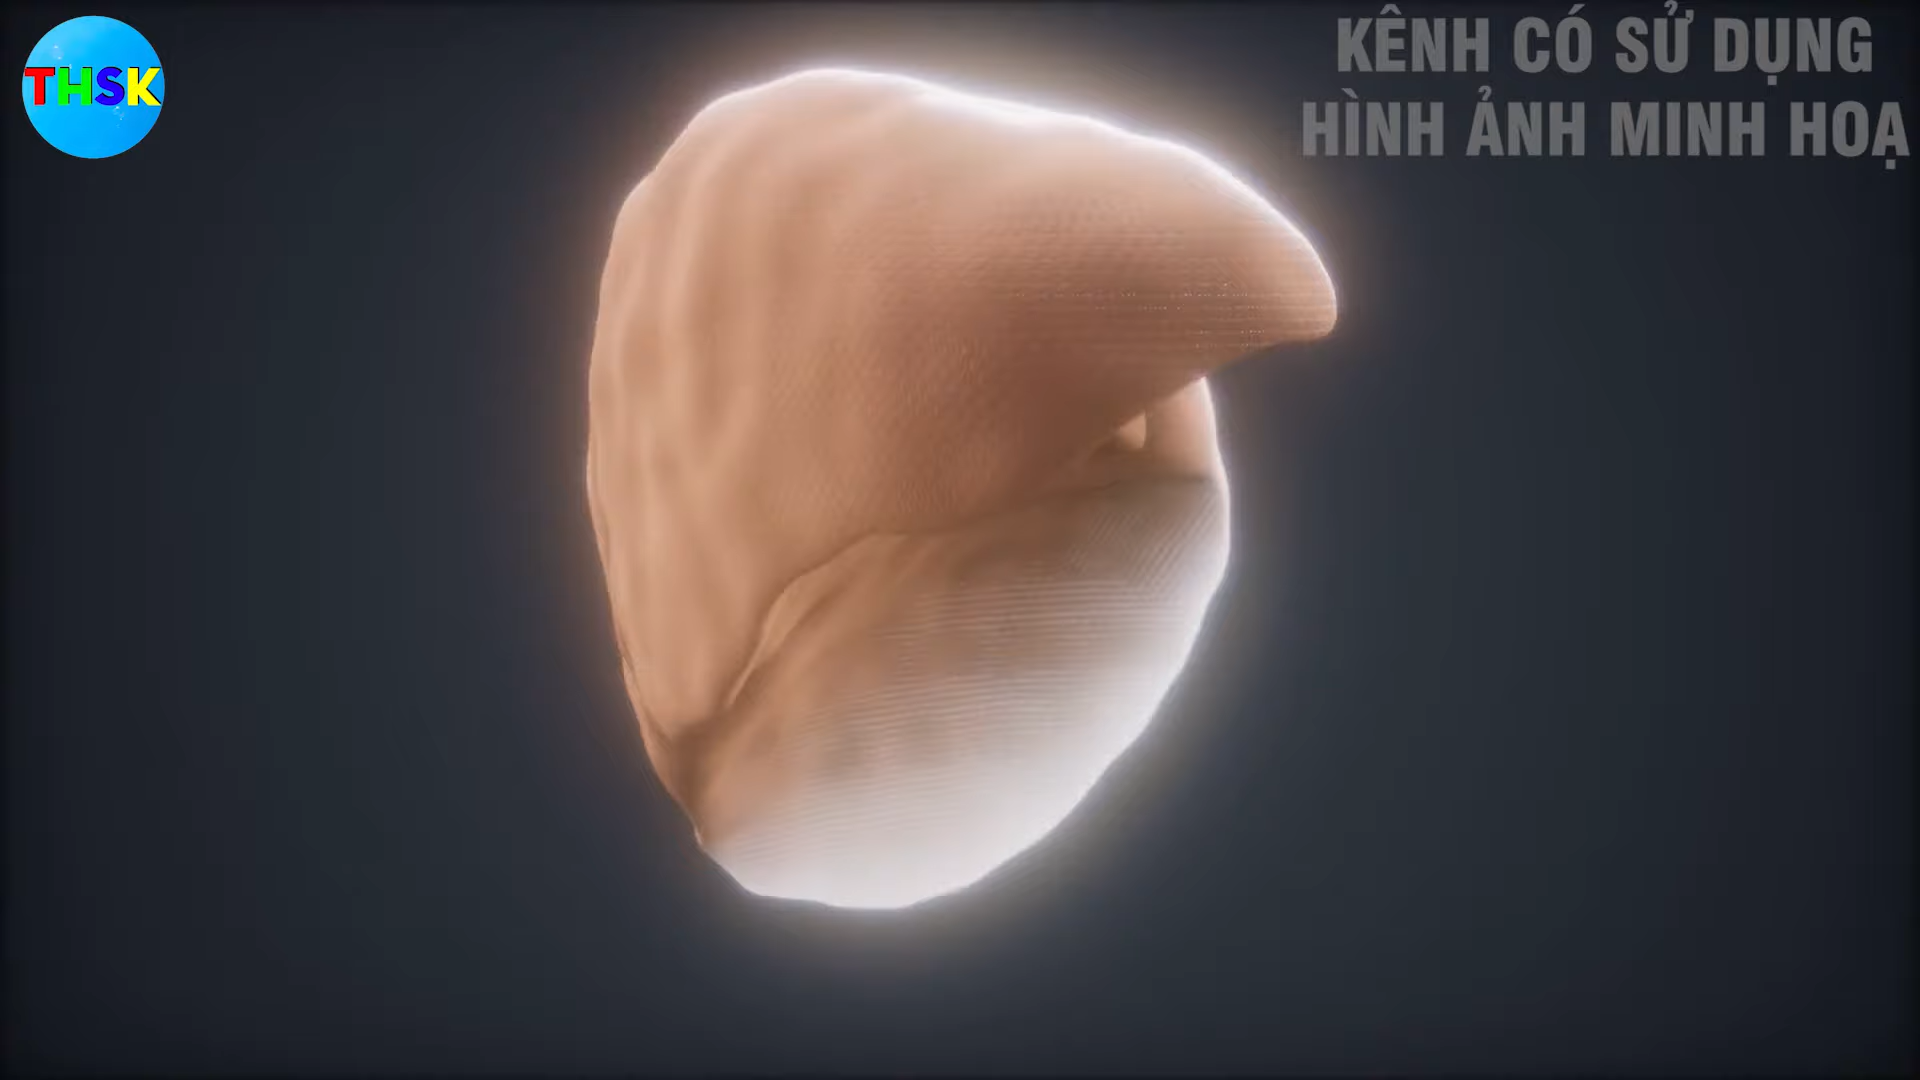 THSK
KÊNH CÓ SỬ DỤNG
HÌNH ẢNH MINH HOẠ